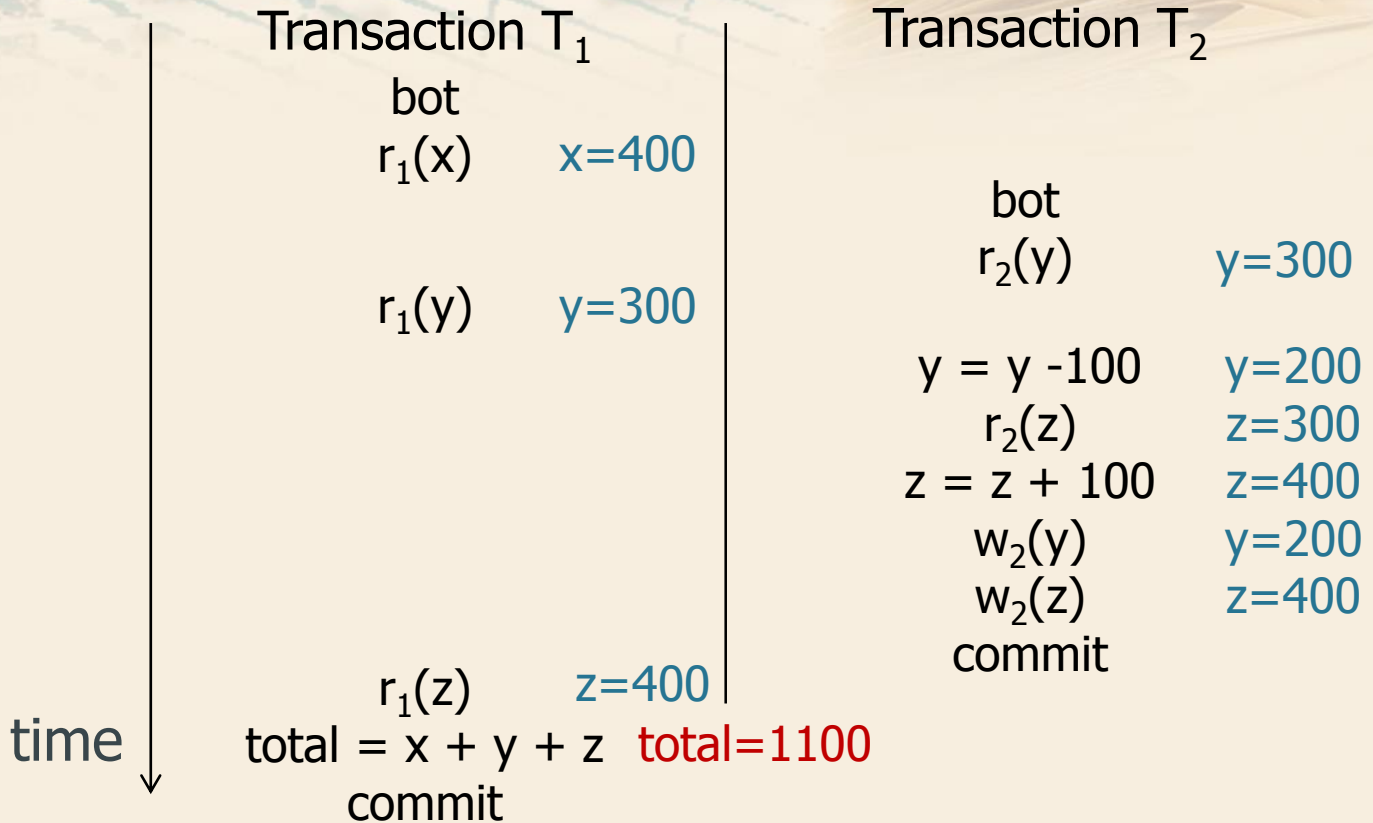 Transaction T₁
Transaction T₂
bot
r₁(x) x=400
bot
r₂(y) y=300
r₁(y) y=300
y = y -100 y=200
r₂(z) z=300
z = z + 100 z=400
w₂(y) y=200
w₂(z) z=400
commit
r₁(z) z=400
time
total = x + y + z total=1100
commit